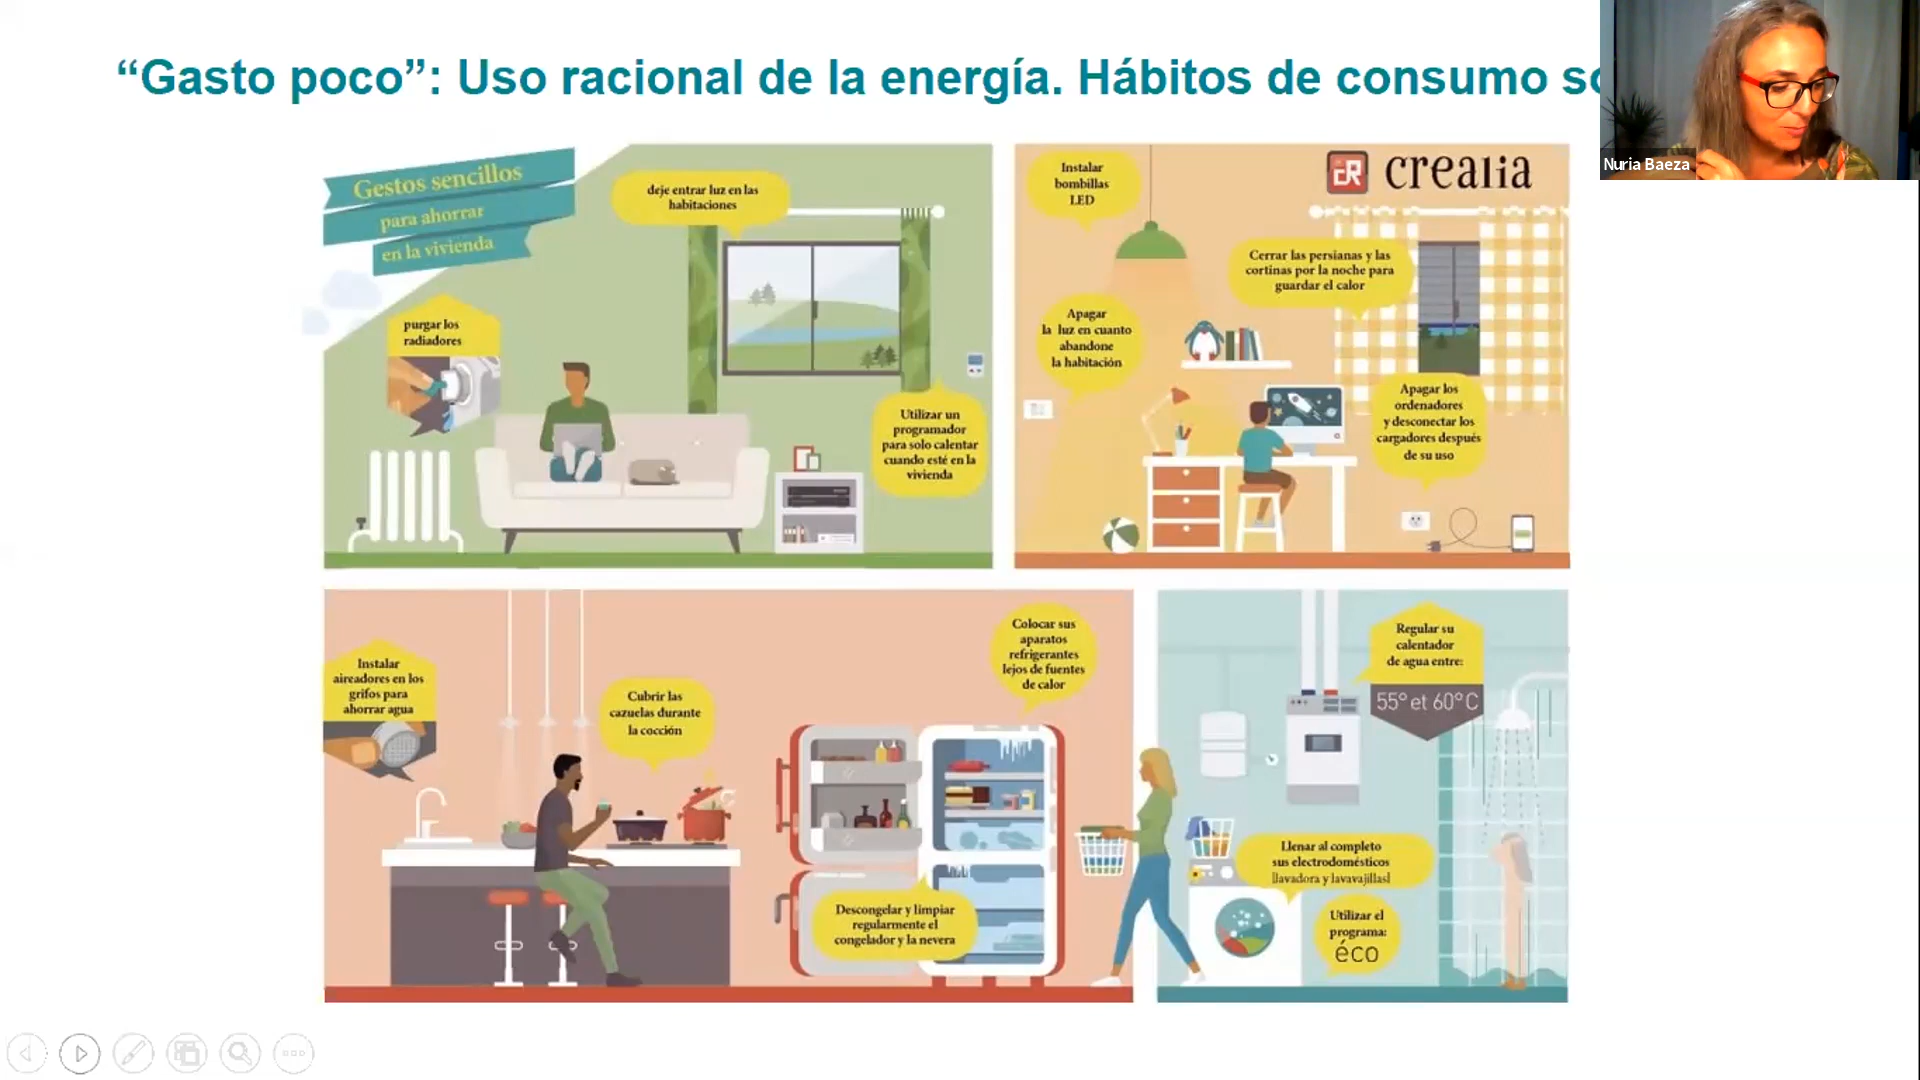 “Gasto poco”: Uso racional de la energía. Hábitos de consumo
Nuria Baeza
Gestos sencillos
para ahorrar
en la vivienda
deje entrar luz en las
habitaciones
purgar los
radiadores
Utilizar un
programador
para solo calentar
cuando esté en la
vivienda
Instalar
bombillas
LED
CR crealia
Cerrar las persianas y las
cortinas por la noche para
guardar el calor
Apagar
la luz en cuanto
abandone
la habitación
Apagar los
ordenadores
y desconectar los
cargadores después
de su uso
Instalar
aireadores en los
grifos para
ahorrar agua
Cubrir las
cazuelas durante
la cocción
Colocar sus
aparatos
refrigerantes
lejos de fuentes
de calor
Descongelar y limpiar
regularmente el
congelador y la nevera
Regular su
calentador
de agua entre:
55° et 60°C
Llenar al completo
sus electrodomésticos
[lavadora y lavavajillas]
Utilizar el
programa:
éco